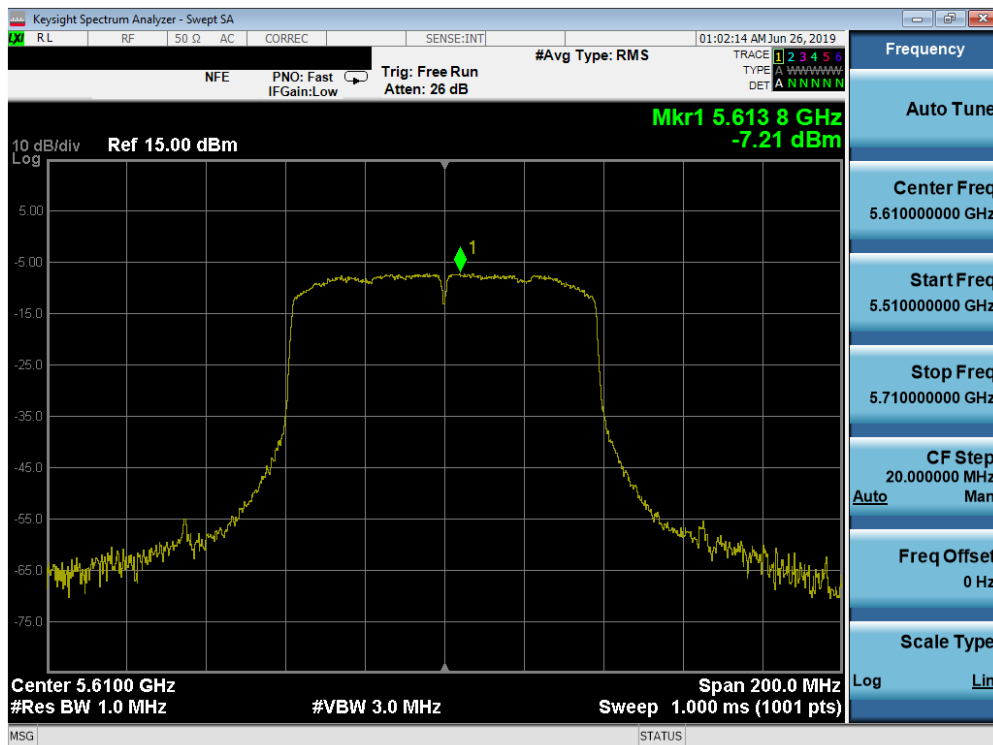 Keysight Spectrum Analyzer - Swept SA
LXI RL RF 50 Ω AC CORREC SENSE:INT 01:02:14 AM Jun 26, 2019
#Avg Type: RMS
TRACE 1 2 3 4 5 6
TYPE A WWWWWW
DET A N N N N N
NFE PNO: Fast Trig: Free Run
IFGain:Low Atten: 26 dB
Mkr1 5.613 8 GHz
-7.21 dBm
10 dB/div Ref 15.00 dBm
Log
1
5.00
-5.00
-15.0
-25.0
-35.0
-45.0
-55.0
-65.0
-75.0
Center 5.6100 GHz Span 200.0 MHz
#Res BW 1.0 MHz #VBW 3.0 MHz Sweep 1.000 ms (1001 pts)
MSG STATUS
Frequency
Auto Tune
Center Freq
5.610000000 GHz
Start Freq
5.510000000 GHz
Stop Freq
5.710000000 GHz
CF Step
20.000000 MHz
Auto Man
Freq Offset
0 Hz
Scale Type
Log Lin